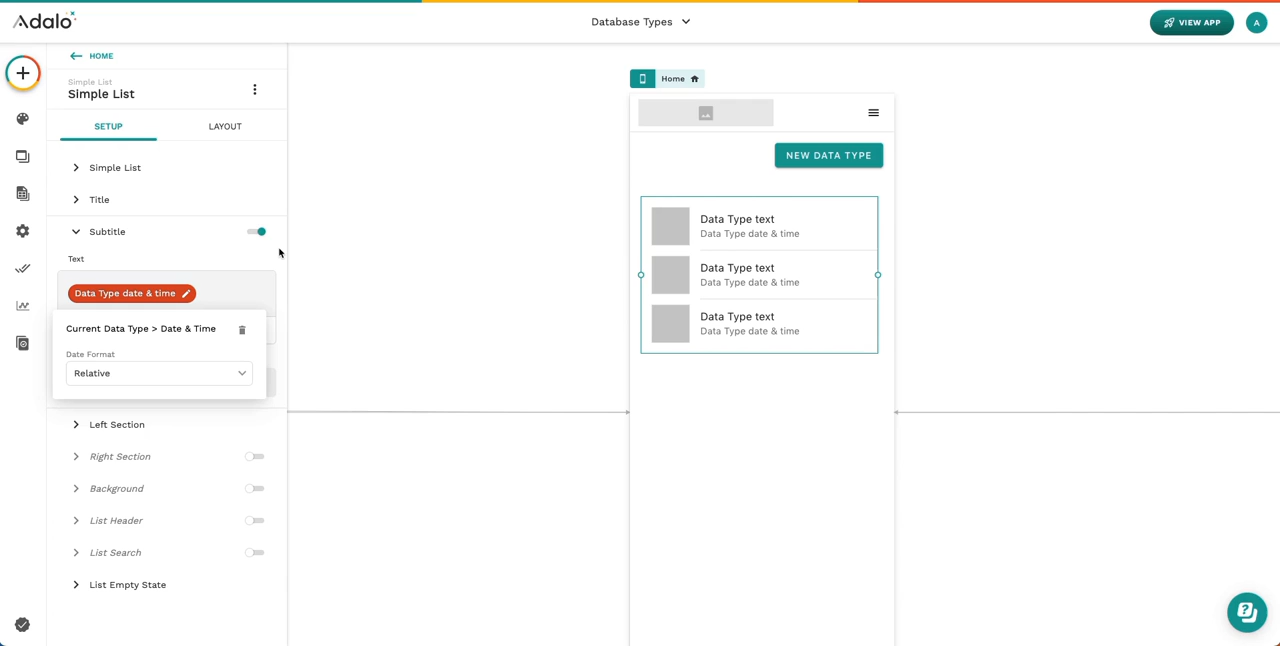 Adalo
Database Types
VIEW APP
A
HOME
Simple List
Simple List
SETUP
LAYOUT
Simple List
Title
Subtitle
Text
Data Type date & time
Current Data Type > Date & Time
Date Format
Relative
Left Section
Right Section
Background
List Header
List Search
List Empty State
Home
NEW DATA TYPE
Data Type text
Data Type date & time
Data Type text
Data Type date & time
Data Type text
Data Type date & time